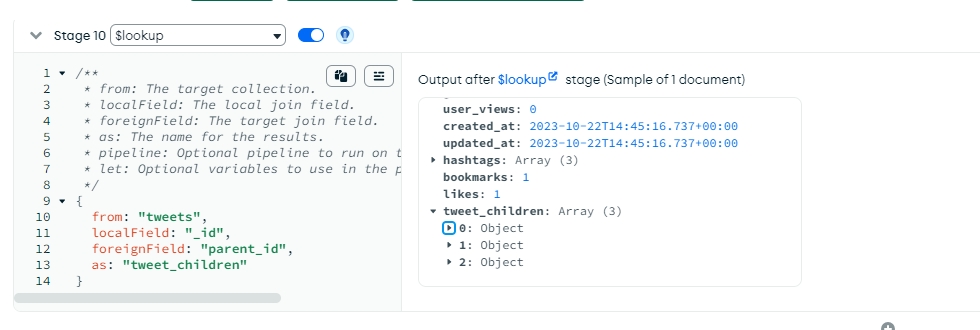 Stage 10 $lookup
1 /**
2 * from: The target collection.
3 * localField: The local join field.
4 * foreignField: The target join field.
5 * as: The name for the results.
6 * pipeline: Optional pipeline to run on t
7 * let: Optional variables to use in the p
8 */
9 {
10 from: "tweets",
11 localField: "_id",
12 foreignField: "parent_id",
13 as: "tweet_children"
14 }
Output after $lookup stage (Sample of 1 document)
user_views: 0
created_at: 2023-10-22T14:45:16.737+00:00
updated_at: 2023-10-22T14:45:16.737+00:00
hashtags: Array (3)
bookmarks: 1
likes: 1
tweet_children: Array (3)
0: Object
1: Object
2: Object